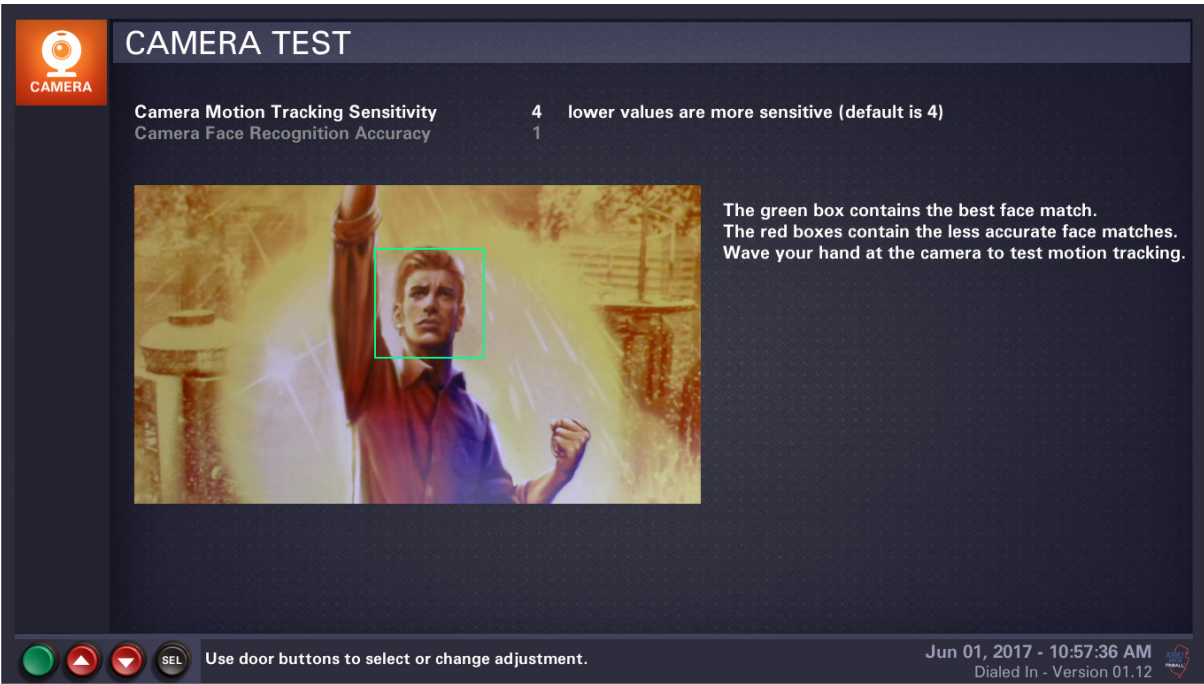 CAMERA TEST
CAMERA
Camera Motion Tracking Sensitivity 4 lower values are more sensitive (default is 4)
Camera Face Recognition Accuracy 1
The green box contains the best face match.
The red boxes contain the less accurate face matches.
Wave your hand at the camera to test motion tracking.
SEL
Use door buttons to select or change adjustment.
Jun 01, 2017 - 10:57:36 AM
Dialed In - Version 01.12